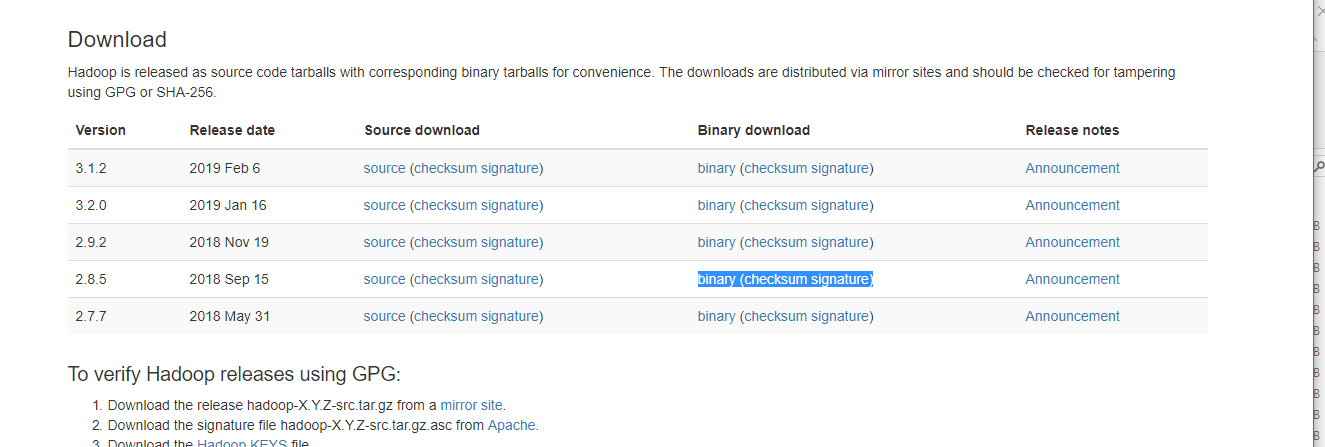 Download
Hadoop is released as source code tarballs with corresponding binary tarballs for convenience. The downloads are distributed via mirror sites and should be checked for tampering
using GPG or SHA-256.
Version Release date Source download Binary download Release notes
3.1.2 2019 Feb 6 source (checksum signature) binary (checksum signature) Announcement
3.2.0 2019 Jan 16 source (checksum signature) binary (checksum signature) Announcement
2.9.2 2018 Nov 19 source (checksum signature) binary (checksum signature) Announcement
2.8.5 2018 Sep 15 source (checksum signature) binary (checksum signature) Announcement
2.7.7 2018 May 31 source (checksum signature) binary (checksum signature) Announcement
To verify Hadoop releases using GPG:
1. Download the release hadoop-X.Y.Z-src.tar.gz from a mirror site.
2. Download the signature file hadoop-X.Y.Z-src.tar.gz.asc from Apache.
3. Download the Hadoop KEYS file.